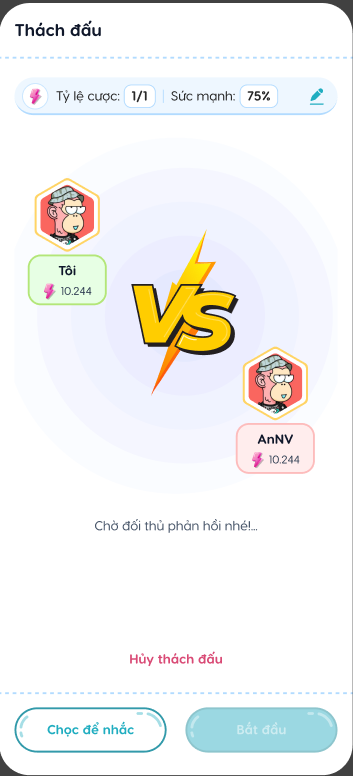 Thách đấu
Tỷ lệ cược: 1/1 Sức mạnh: 75%
Tôi
10.244
VS
AnNV
10.244
Chờ đối thủ phản hồi nhé!...
Hủy thách đấu
Chọc để nhắc Bắt đầu